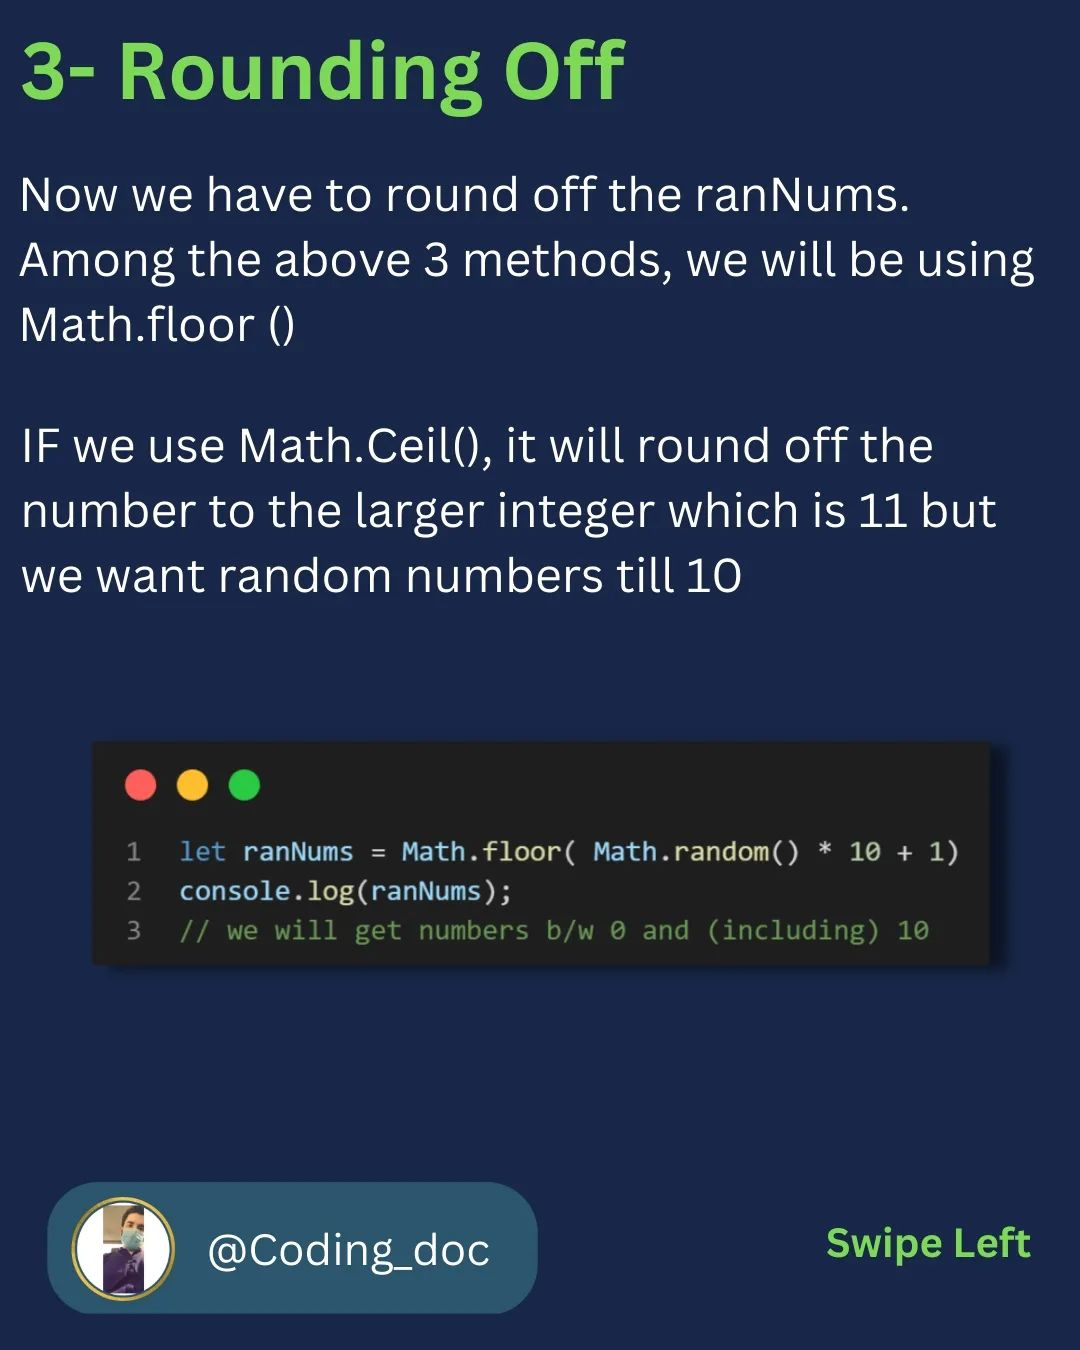 3- Rounding Off
Now we have to round off the ranNums.
Among the above 3 methods, we will be using
Math.floor ()
IF we use Math.Ceil(), it will round off the
number to the larger integer which is 11 but
we want random numbers till 10
1 let ranNums = Math.floor( Math.random() * 10 + 1)
2 console.log(ranNums);
3 // we will get numbers b/w 0 and (including) 10
@Coding_doc
Swipe Left